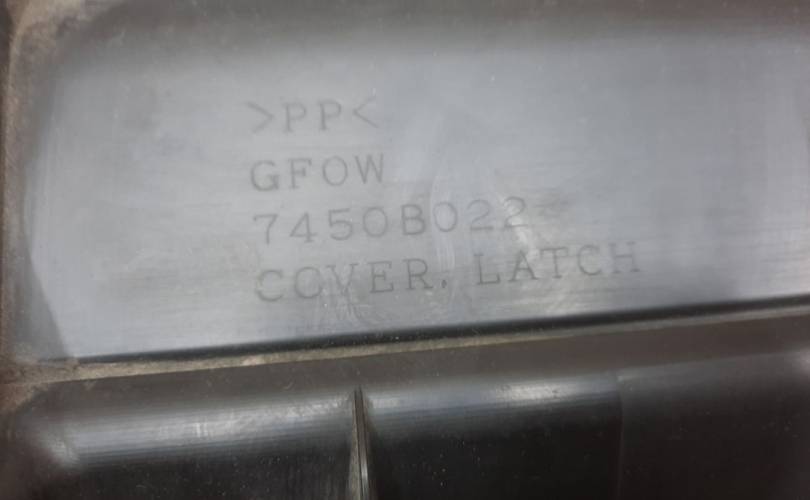 >PP<
GFOW
7450B022
COVER, LATCH